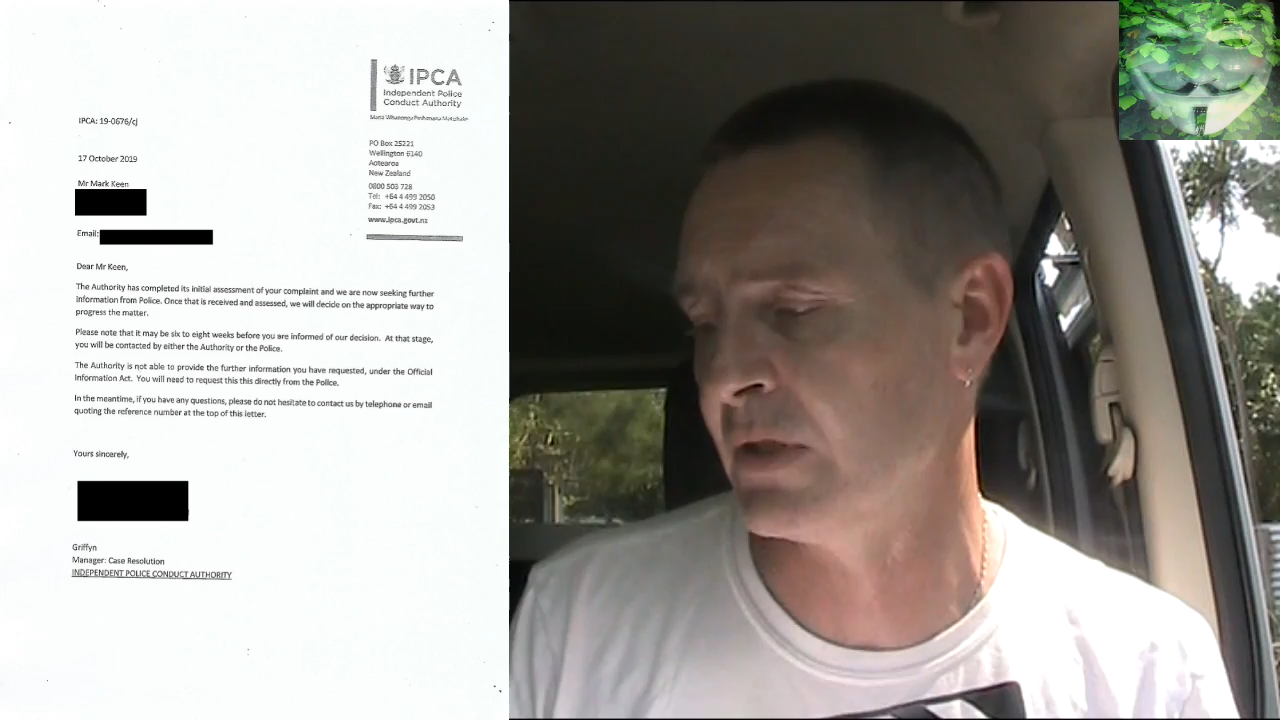 IPCA
Independent Police
Conduct Authority
IPCA: 19-0676/cj
PO Box 25221
Wellington 6140
Aotearoa
New Zealand
0800 503 728
Tel: +64 4 499 2050
Fax: +64 4 499 2053
www.ipca.govt.nz
17 October 2019
Mr Mark Keen
Email:
Dear Mr Keen,
The Authority has completed its initial assessment of your complaint and we are now seeking further
information from Police. Once that is received and assessed, we will decide on the appropriate way to
progress the matter.
Please note that it may be six to eight weeks before you are informed of our decision. At that stage,
you will be contacted by either the Authority or the Police.
The Authority is not able to provide the further information you have requested, under the Official
Information Act. You will need to request this this directly from the Police.
In the meantime, if you have any questions, please do not hesitate to contact us by telephone or email
quoting the reference number at the top of this letter.
Yours sincerely,
Griffyn
Manager: Case Resolution
INDEPENDENT POLICE CONDUCT AUTHORITY